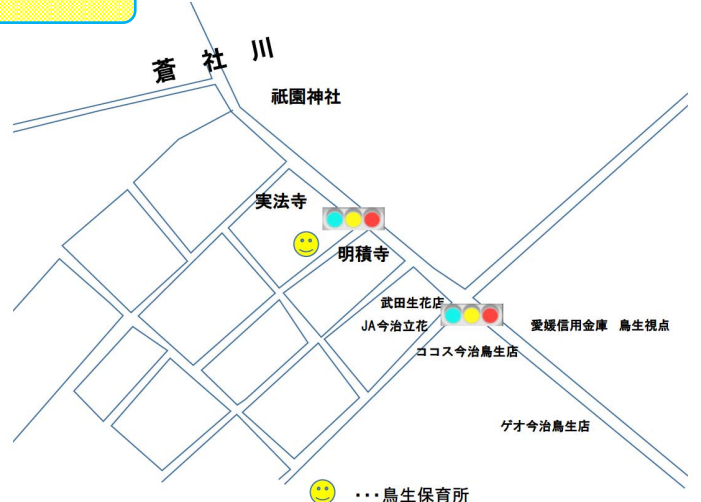 蒼社川
祇園神社
実法寺
明積寺
武田生花店
JA今治立花
愛媛信用金庫　鳥生視点
ココス今治鳥生店
ゲオ今治鳥生店
・・・鳥生保育所